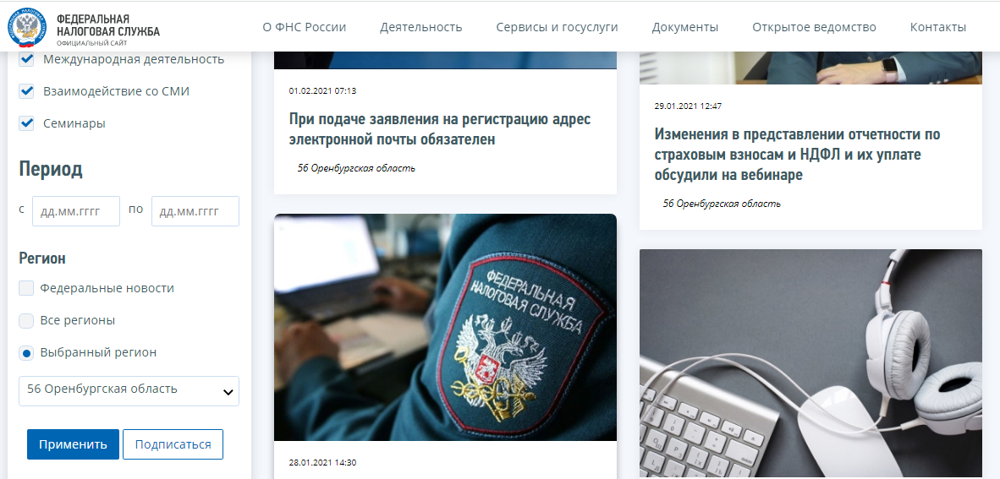 ФЕДЕРАЛЬНАЯ
НАЛОГОВАЯ СЛУЖБА
ОФИЦИАЛЬНЫЙ САЙТ
О ФНС России
Деятельность
Сервисы и госуслуги
Документы
Открытое ведомство
Контакты
Международная деятельность
Взаимодействие со СМИ
Семинары
Период
с дд.мм.гггг по дд.мм.гггг
Регион
Федеральные новости
Все регионы
Выбранный регион
56 Оренбургская область
Применить
Подписаться
01.02.2021 07:13
При подаче заявления на регистрацию адрес
электронной почты обязателен
56 Оренбургская область
29.01.2021 12:47
Изменения в представлении отчетности по
страховым взносам и НДФЛ и их уплате
обсудили на вебинаре
56 Оренбургская область
ФЕДЕРАЛЬНАЯ
НАЛОГОВАЯ СЛУЖБА
28.01.2021 14:30